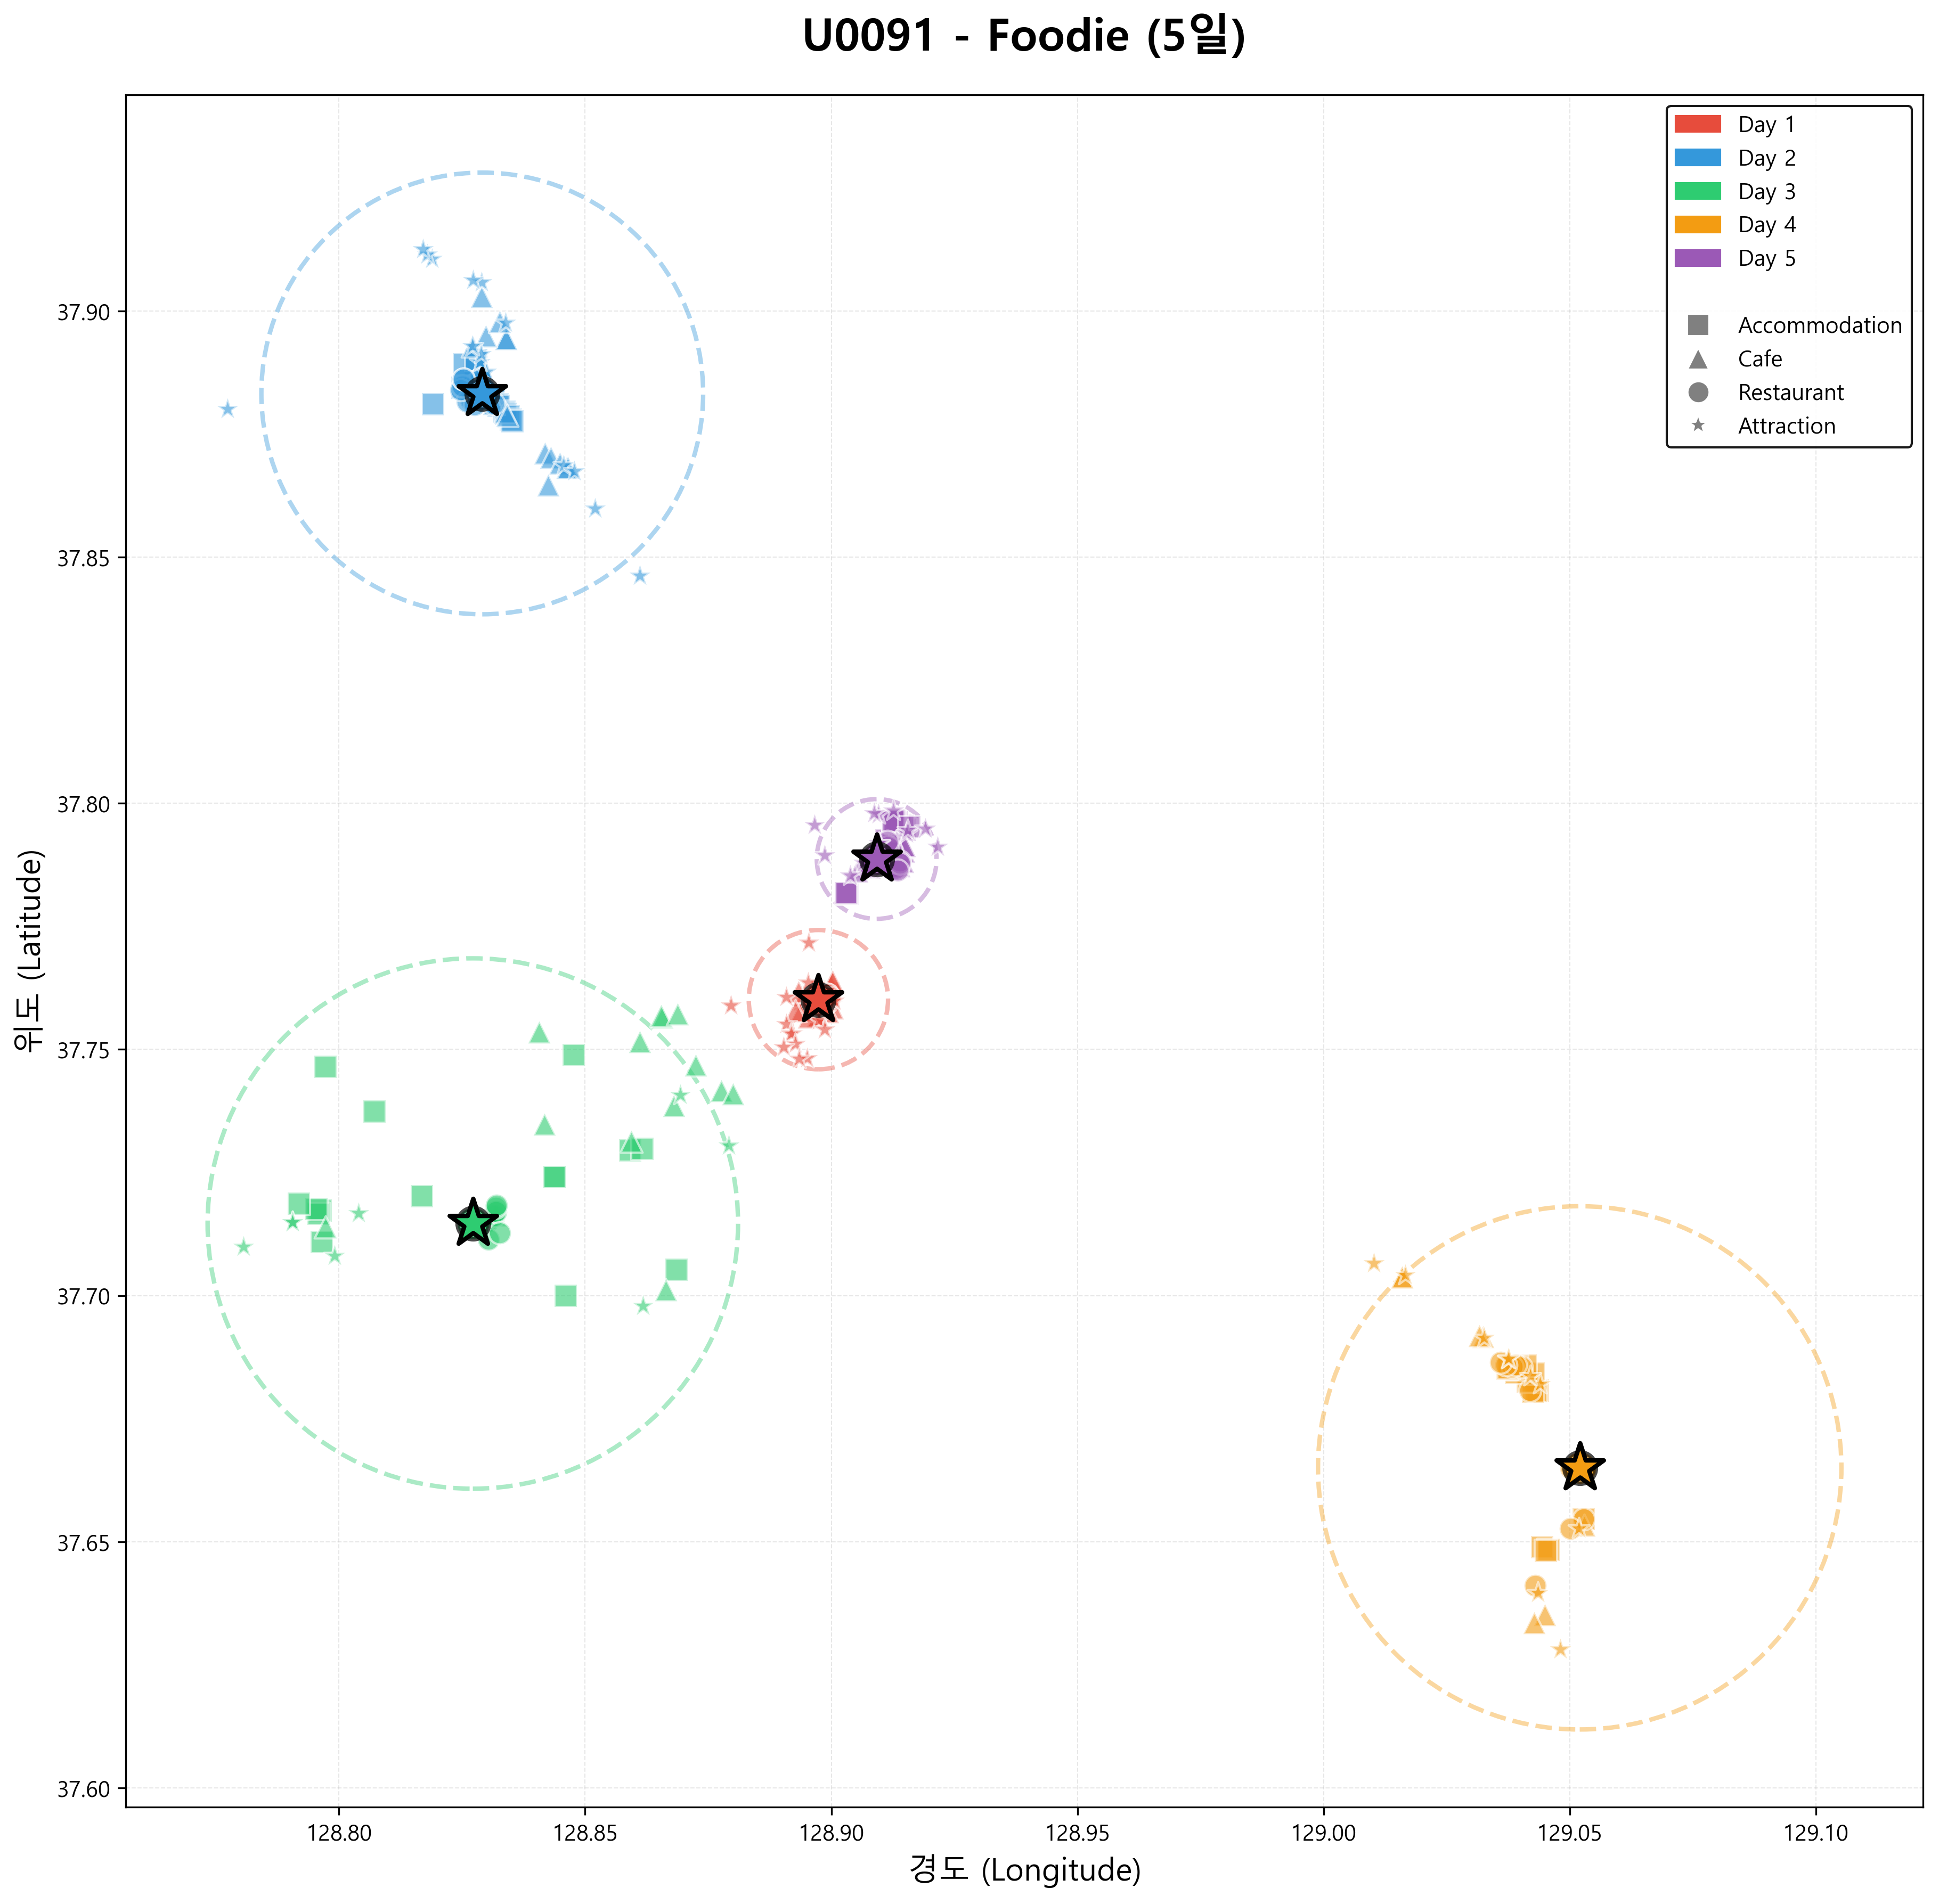 U0091 - Foodie (5일)
Day 1
Day 2
Day 3
Day 4
Day 5
Accommodation
Cafe
Restaurant
Attraction
위도 (Latitude)
37.90
37.85
37.80
37.75
37.70
37.65
37.60
128.80 128.85 128.90 128.95 129.00 129.05 129.10
경도 (Longitude)